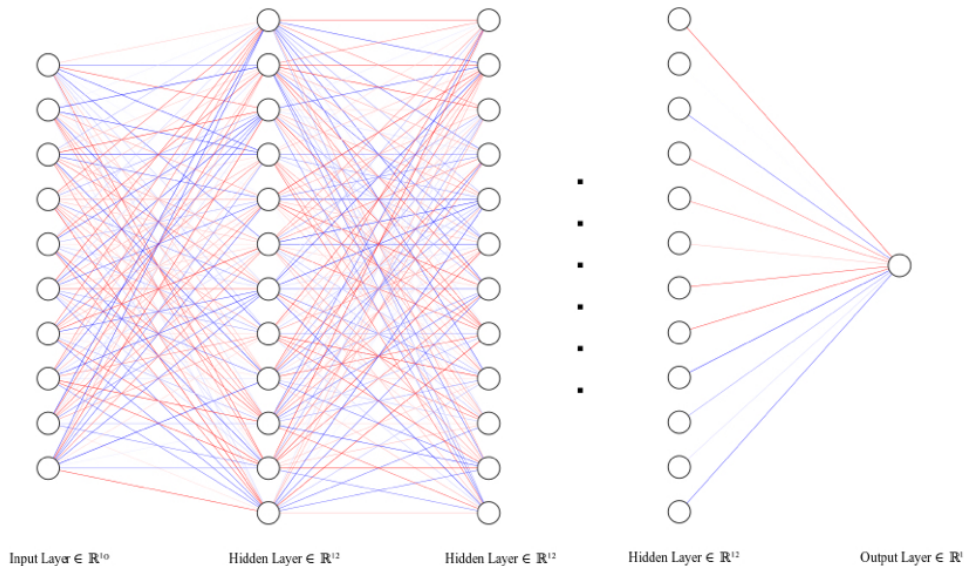 Input Layer ∈ ℝ¹⁰
Hidden Layer ∈ ℝ¹²
Hidden Layer ∈ ℝ¹²
Hidden Layer ∈ ℝ¹²
Output Layer ∈ ℝ¹